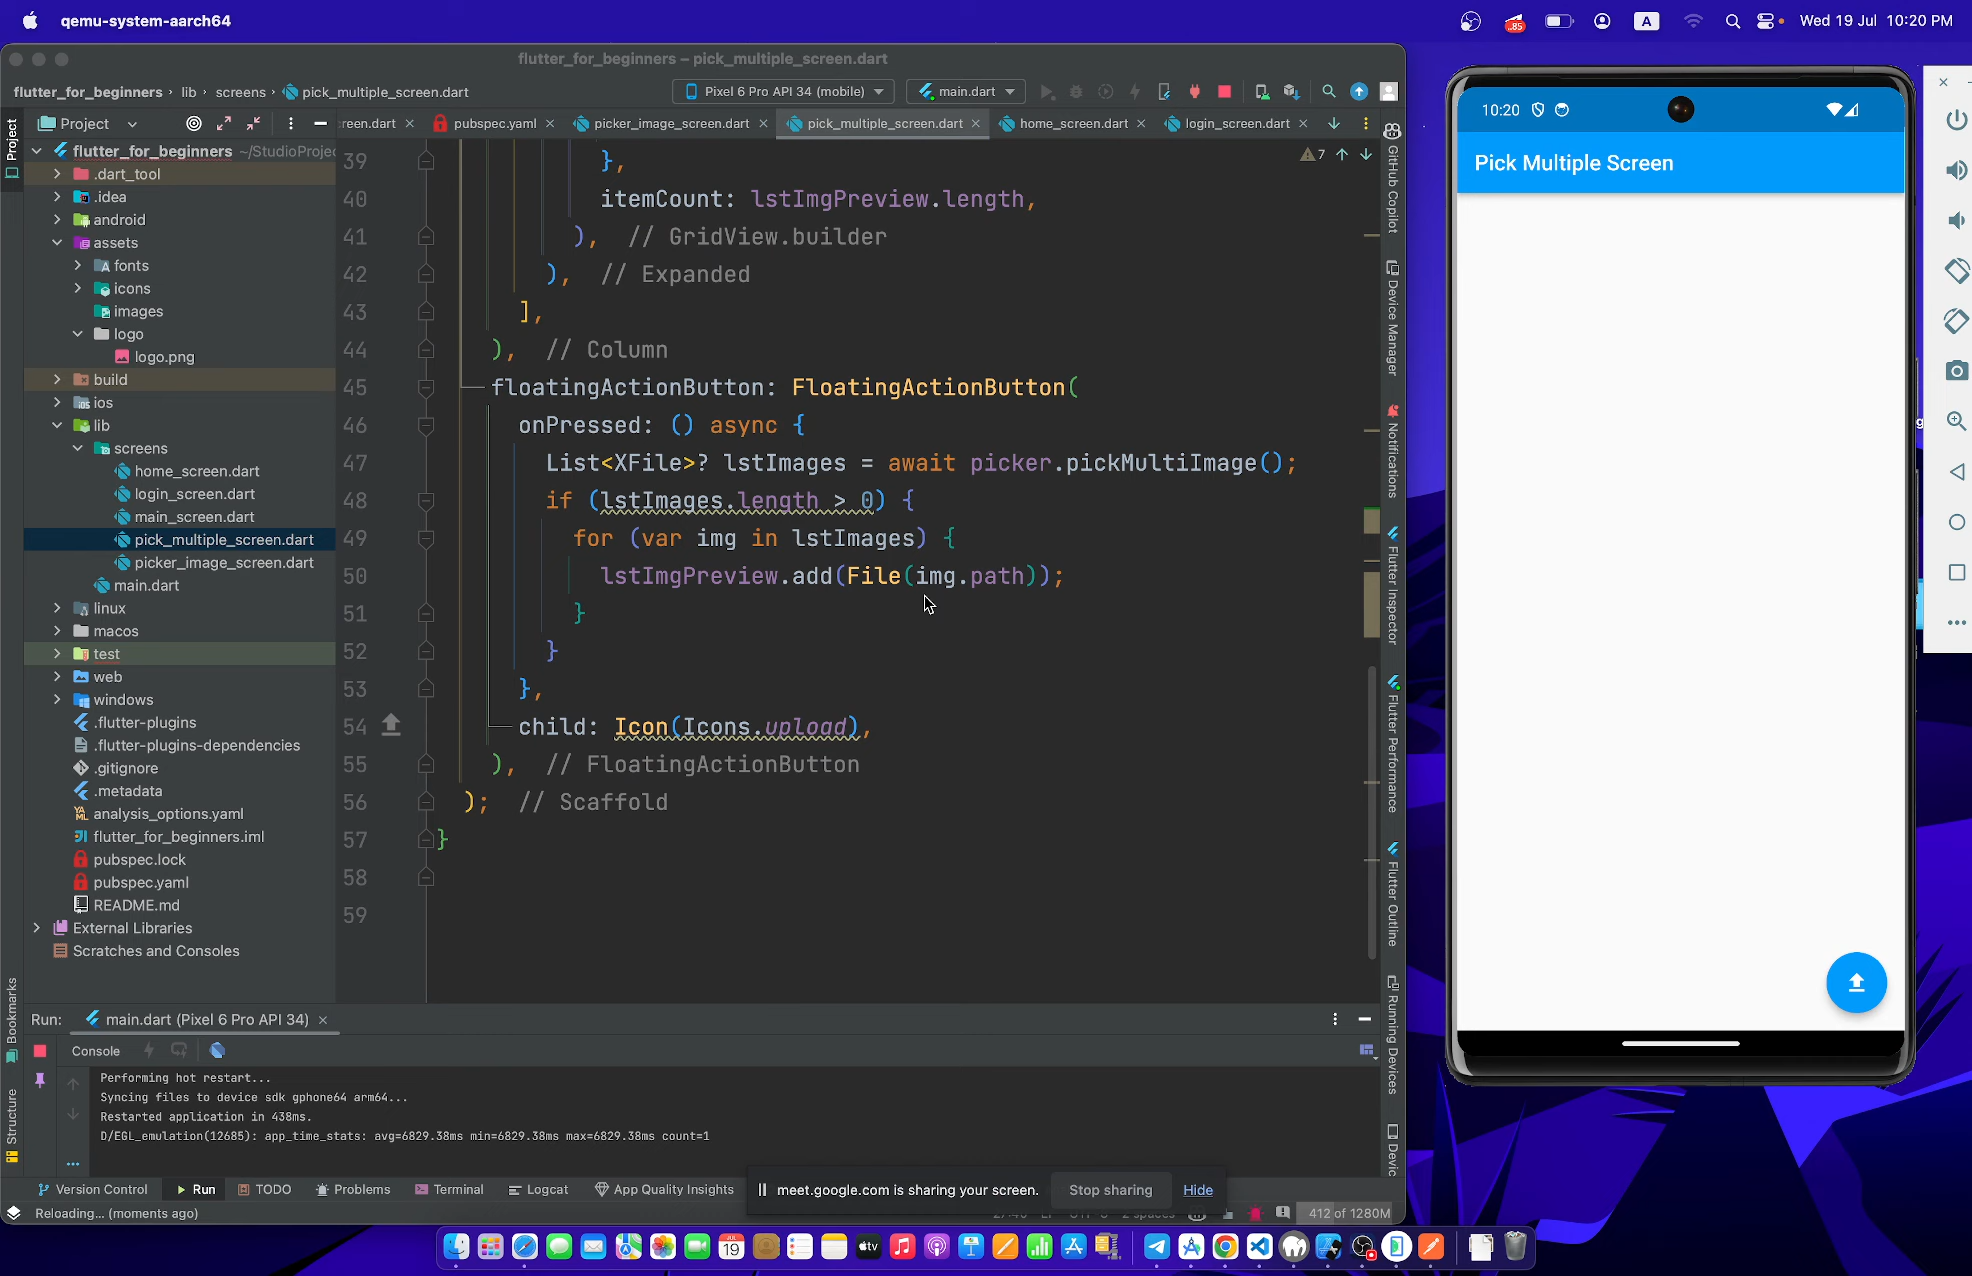 qemu-system-aarch64
..85
A
Wed 19 Jul 10:20 PM
flutter_for_beginners – pick_multiple_screen.dart
flutter_for_beginners
lib
screens
pick_multiple_screen.dart
Pixel 6 Pro API 34 (mobile)
main.dart
Project
reen.dart
pubspec.yaml
picker_image_screen.dart
pick_multiple_screen.dart
home_screen.dart
login_screen.dart
flutter_for_beginners ~/StudioProjec
.dart_tool
.idea
android
assets
fonts
icons
images
logo
logo.png
build
ios
lib
screens
home_screen.dart
login_screen.dart
main_screen.dart
pick_multiple_screen.dart
picker_image_screen.dart
main.dart
linux
macos
test
web
windows
.flutter-plugins
.flutter-plugins-dependencies
.gitignore
.metadata
analysis_options.yaml
flutter_for_beginners.iml
pubspec.lock
pubspec.yaml
README.md
External Libraries
Scratches and Consoles
Project
Bookmarks
Structure
7
39 },
40 itemCount: lstImgPreview.length,
41 ), // GridView.builder
42 ), // Expanded
43 ],
44 ), // Column
45 floatingActionButton: FloatingActionButton(
46 onPressed: () async {
47 List<XFile>? lstImages = await picker.pickMultiImage();
48 if (lstImages.length > 0) {
49 for (var img in lstImages) {
50 lstImgPreview.add(File(img.path));
51 }
52 }
53 },
54 child: Icon(Icons.upload),
55 ), // FloatingActionButton
56 ); // Scaffold
57 }
58
59
GitHub Copilot
Device Manager
Notifications
Flutter Inspector
Flutter Performance
Flutter Outline
Running Devices
Devic
Run:
main.dart (Pixel 6 Pro API 34)
Console
Performing hot restart...
Syncing files to device sdk gphone64 arm64...
Restarted application in 438ms.
D/EGL_emulation(12685): app_time_stats: avg=6829.38ms min=6829.38ms max=6829.38ms count=1
Version Control
Run
TODO
Problems
Terminal
Logcat
App Quality Insights
meet.google.com is sharing your screen.
Stop sharing
Hide
Reloading... (moments ago)
412 of 1280M
10:20
Pick Multiple Screen
JUL
19
tv